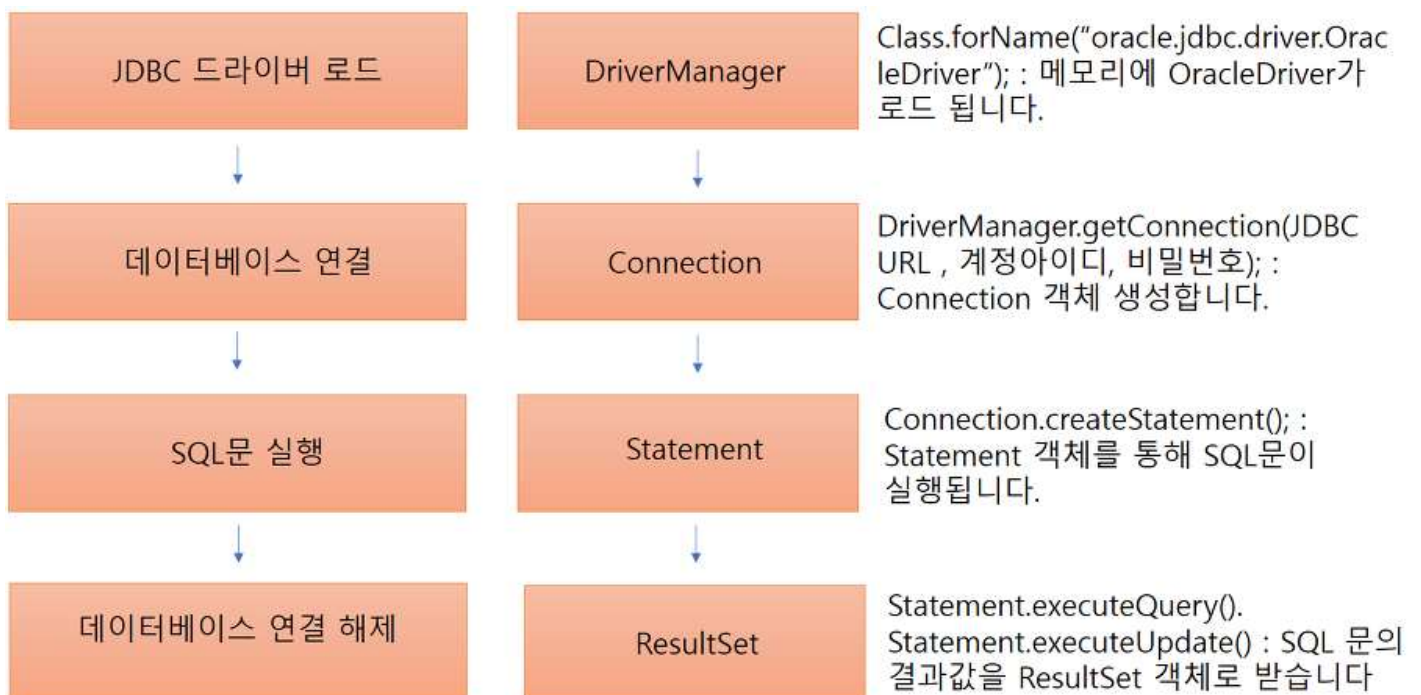 JDBC 드라이버 로드
DriverManager
Class.forName("oracle.jdbc.driver.Orac
leDriver"); : 메모리에 OracleDriver가
로드 됩니다.
데이터베이스 연결
Connection
DriverManager.getConnection(JDBC
URL , 계정아이디, 비밀번호); :
Connection 객체 생성합니다.
SQL문 실행
Statement
Connection.createStatement(); :
Statement 객체를 통해 SQL문이
실행됩니다.
데이터베이스 연결 해제
ResultSet
Statement.executeQuery().
Statement.executeUpdate() : SQL 문의
결과값을 ResultSet 객체로 받습니다